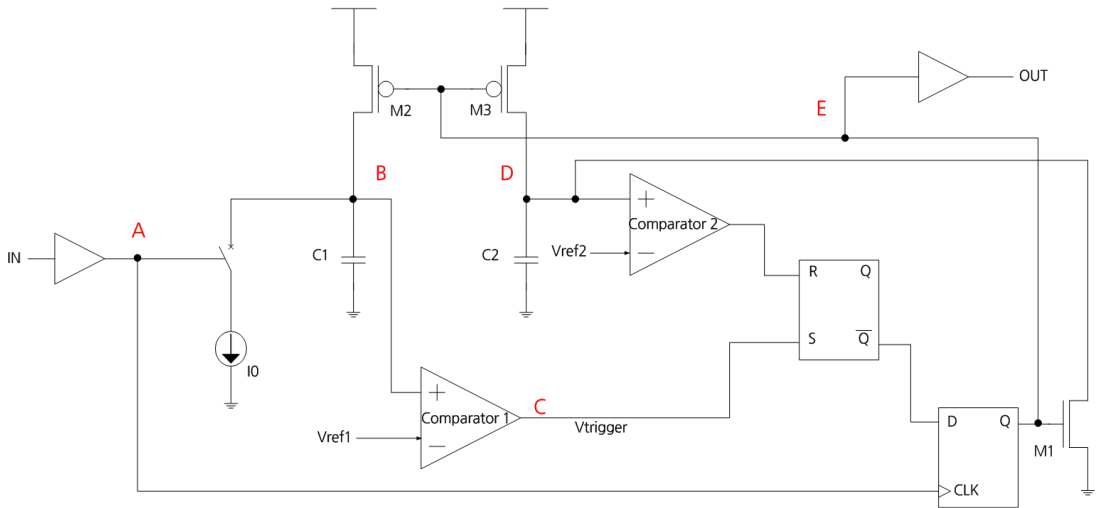 OUT
M2
M3
E
B
D
A
+
Comparator 2
IN
C1
C2
Vref2
−
R Q
S Q̅
I0
+
Comparator 1
C
Vtrigger
Vref1
−
D Q
M1
CLK